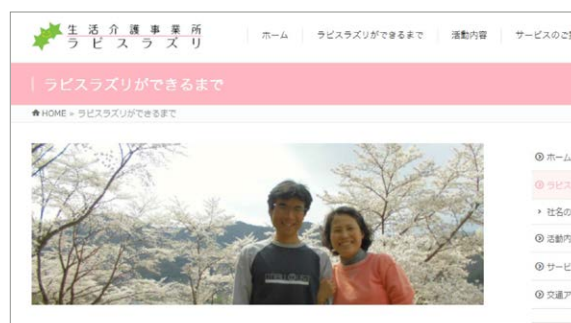 生活介護事業所
ラピスラズリ
ホーム
ラピスラズリができるまで
活動内容
サービスのご
ラピスラズリができるまで
HOME » ラピスラズリができるまで
ホーム
ラピス
社名の
活動内
サービ
交通ア